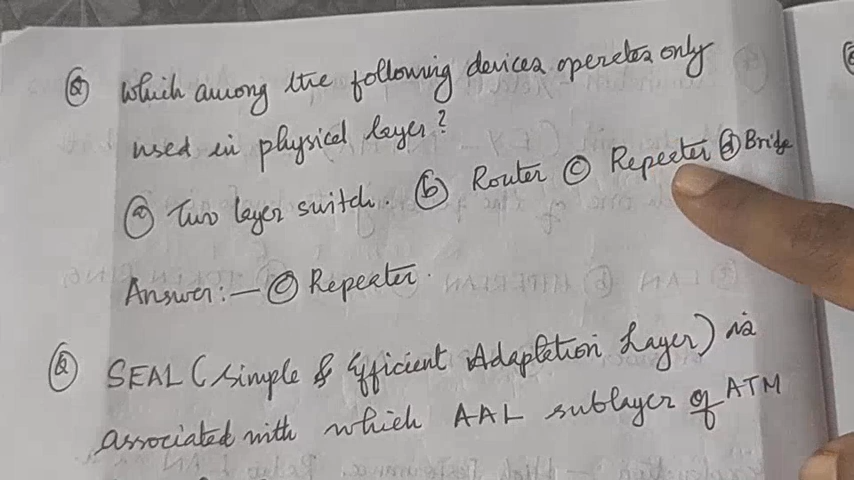 Q Which among the following devices operates only
used in physical layer?
a Two layer switch. b Router c Repeater d Bridge
Answer:- c Repeater.
Q SEAL (Simple & Efficient Adaption Layer) is
associated with which AAL sublayer of ATM